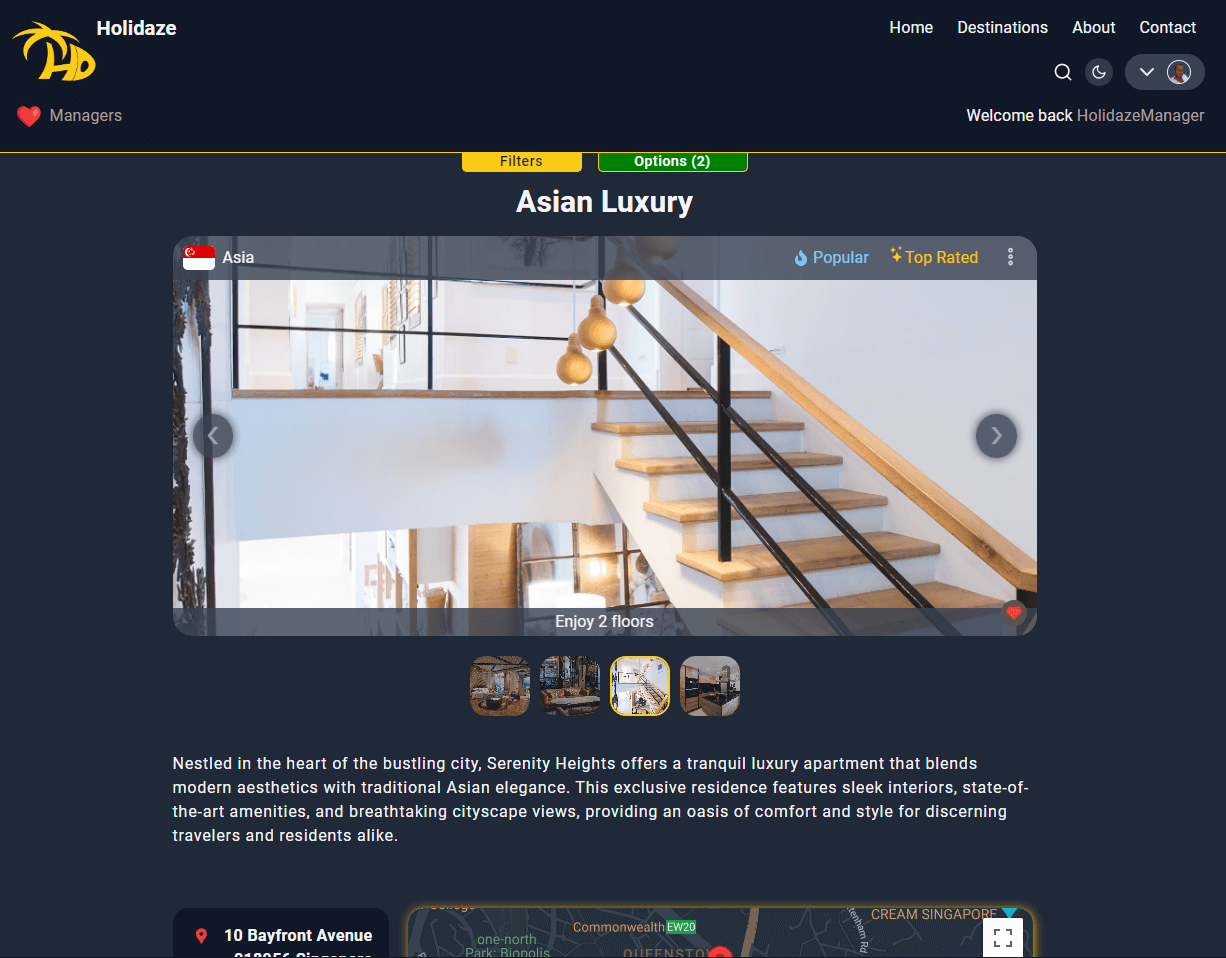 Holidaze
Home Destinations About Contact
Managers
Welcome back HolidazeManager
Filters
Options (2)
Asian Luxury
Asia
Popular
Top Rated
Enjoy 2 floors
Nestled in the heart of the bustling city, Serenity Heights offers a tranquil luxury apartment that blends
modern aesthetics with traditional Asian elegance. This exclusive residence features sleek interiors, state-of-
the-art amenities, and breathtaking cityscape views, providing an oasis of comfort and style for discerning
travelers and residents alike.
10 Bayfront Avenue
018956 Singapore
CREAM SINGAPORE
Commonwealth EW20
one-north
Park: Biopolis